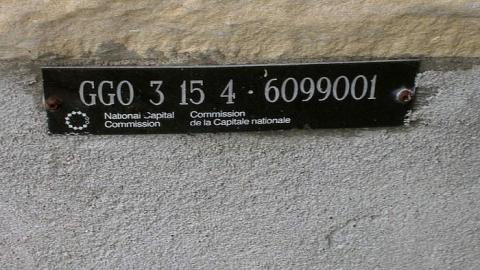 GGO 3 15 4 · 6099001
National Capital Commission de la Capitale nationale
Commission